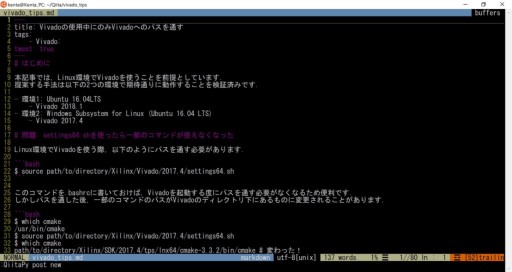 kenta@Kenta_PC: ~/Qiita/vivado_tips
vivado_tips.md buffers
1
2 title: Vivadoの使用中にのみVivadoへのパスを通す
3 tags:
4 - Vivado:
5 tweet: true
6 ---
7 # はじめに
8
9 本記事では、Linux環境でVivadoを使うことを前提としています.
10 提案する手法は以下の2つの環境で期待通りに動作することを検証済みです.
11
12 - 環境1: Ubuntu 16.04LTS
13 - Vivado 2018.1
14 - 環境2: Windows Subsystem for Linux (Ubuntu 16.04 LTS)
15 - Vivado 2017.4
16
17 # 問題: settings64.shを使ったら一部のコマンドが使えなくなった
18
19 Linux環境でVivadoを使う際、以下のようにパスを通す必要があります.
20
21 ```bash
22 $ source path/to/directory/Xilinx/Vivado/2017.4/settings64.sh
23 ```
24
25 このコマンドを.bashrcに書いておけば、Vivadoを起動する度にパスを通す必要がなくなるため便利です.
26 しかしパスを通した後、一部のコマンドのパスがVivadoのディレクトリ下にあるものに変更されることがあります.
27
28 ```bash
29 $ which cmake
30 /usr/bin/cmake
31 $ source path/to/directory/Xilinx/Vivado/2017.4/settings64.sh
32 $ which cmake
33 path/to/directory/Xilinx/SDK/2017.4/tps/lnx64/cmake-3.3.2/bin/cmake # 変わった！
NORMAL vivado_tips.md markdown utf-8[unix] 137 words 1% ☰ 1//80 ln : 1
QiitaPy post new